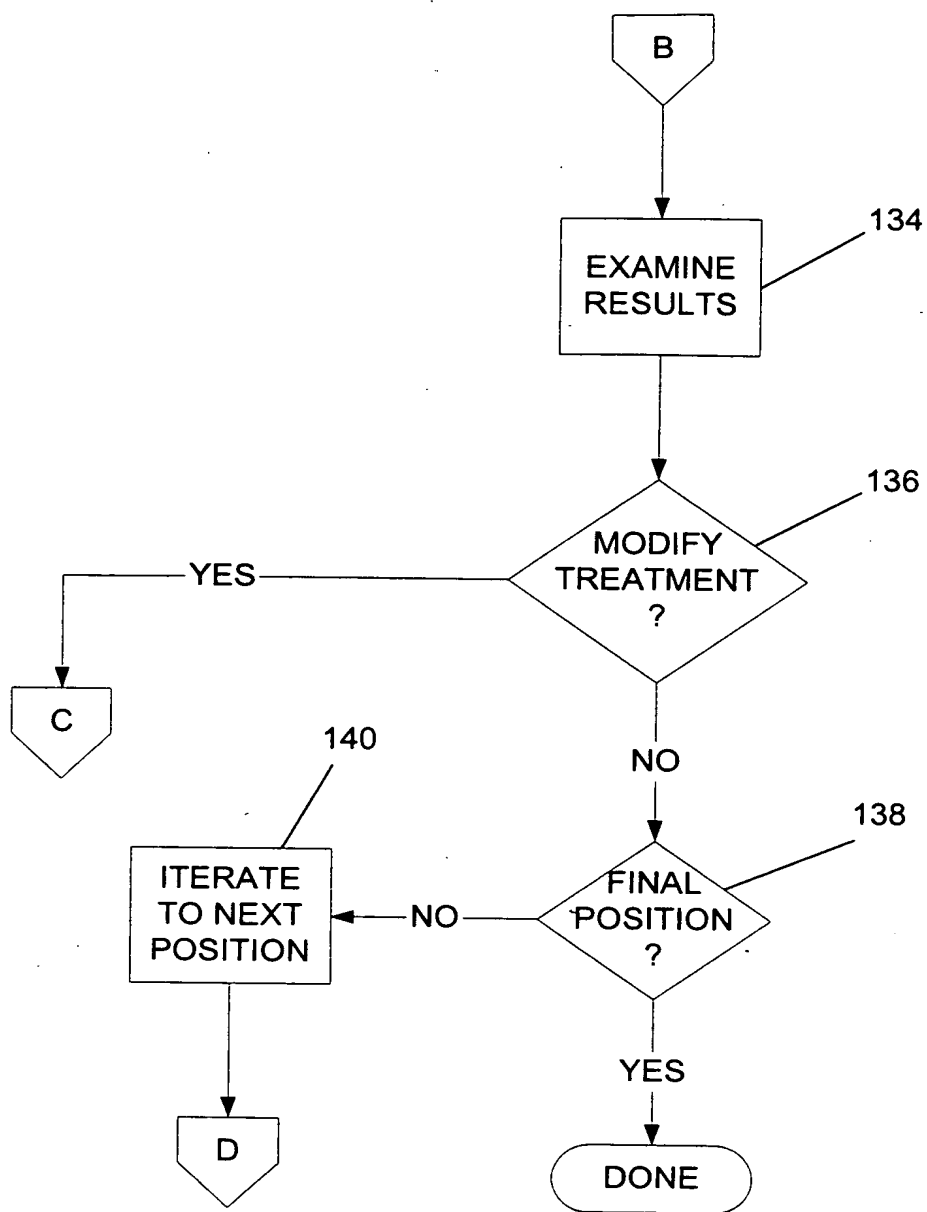 B
134
EXAMINE
RESULTS
136
MODIFY
TREATMENT
?
YES
C
NO
140
138
ITERATE
TO NEXT
POSITION
NO
FINAL
POSITION
?
YES
D
DONE